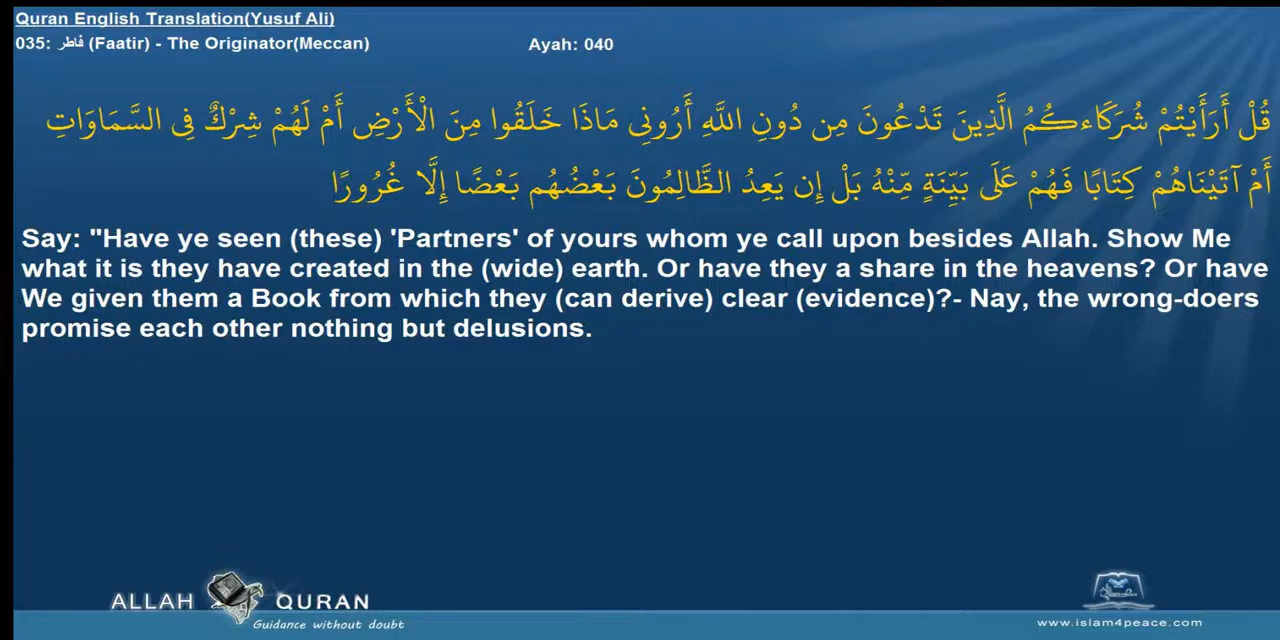 Quran English Translation(Yusuf Ali)
035: فاطر (Faatir) - The Originator(Meccan) Ayah: 040
قُلْ أَرَأَيْتُمْ شُرَكَاءَكُمُ الَّذِينَ تَدْعُونَ مِن دُونِ اللَّهِ أَرُونِي مَاذَا خَلَقُوا مِنَ الْأَرْضِ أَمْ لَهُمْ شِرْكٌ فِي السَّمَاوَاتِ
أَمْ آتَيْنَاهُمْ كِتَابًا فَهُمْ عَلَى بَيِّنَةٍ مِّنْهُ بَلْ إِن يَعِدُ الظَّالِمُونَ بَعْضُهُم بَعْضًا إِلَّا غُرُورًا
Say: "Have ye seen (these) 'Partners' of yours whom ye call upon besides Allah. Show Me
what it is they have created in the (wide) earth. Or have they a share in the heavens? Or have
We given them a Book from which they (can derive) clear (evidence)?- Nay, the wrong-doers
promise each other nothing but delusions.
ALLAH QURAN
Guidance without doubt
www.islam4peace.com